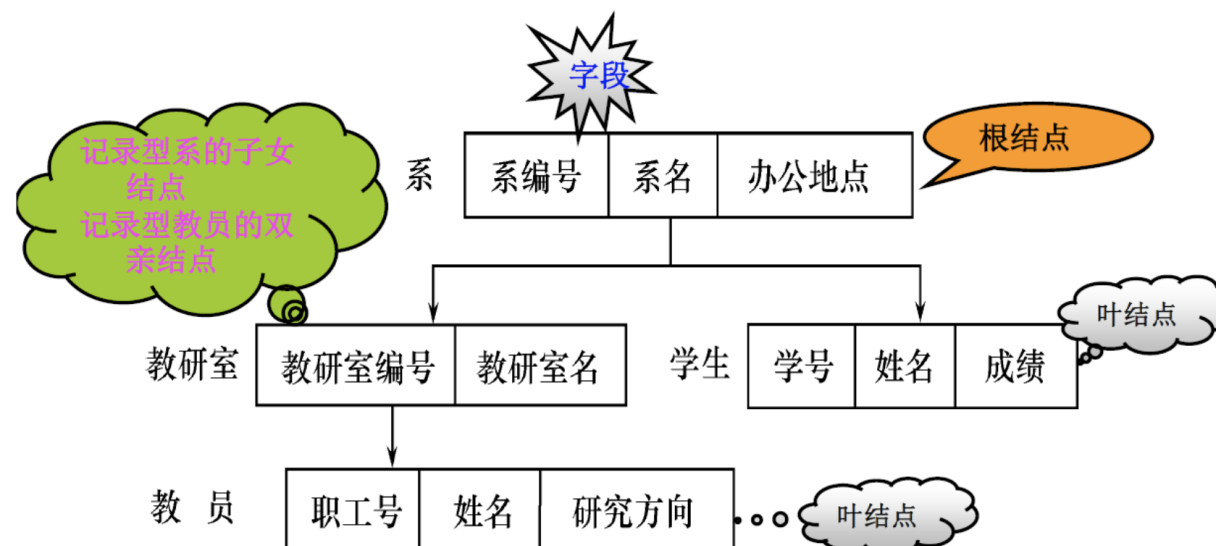 字段
记录型系的子女
结点
记录型教员的双
亲结点
系 系编号 系名 办公地点
根结点
教研室 教研室编号 教研室名
学生 学号 姓名 成绩
叶结点
教 员 职工号 姓名 研究方向
叶结点